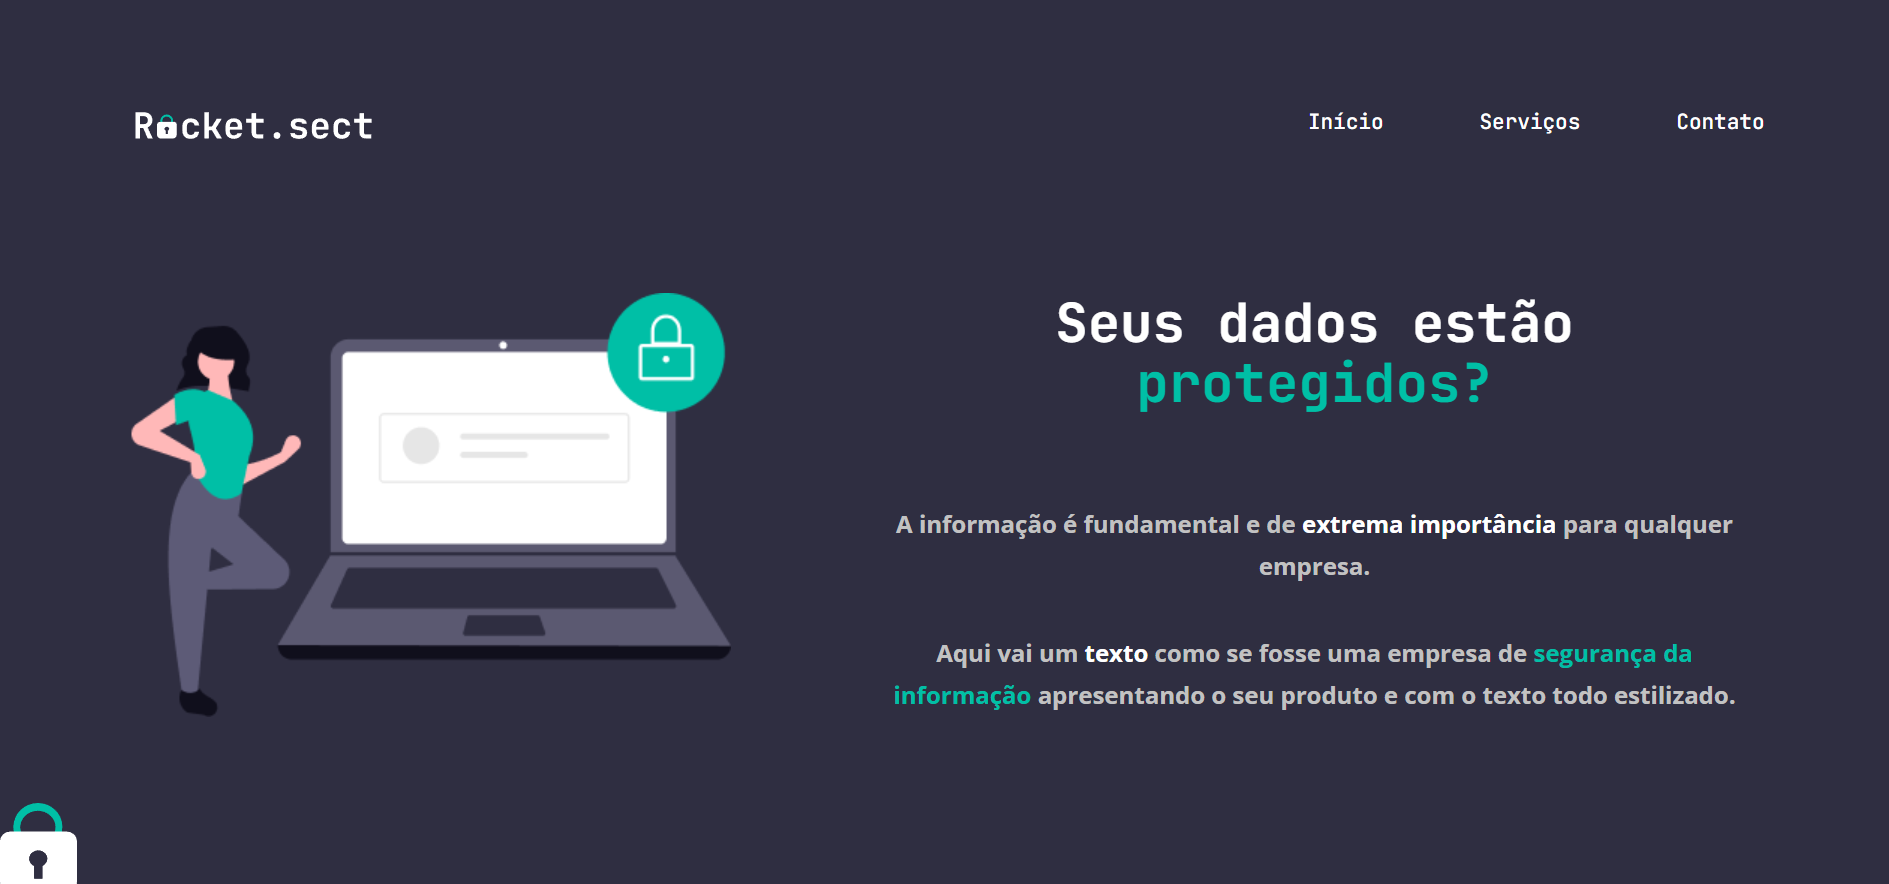 Rocket.sect
Início Serviços Contato
Seus dados estão
protegidos?
A informação é fundamental e de extrema importância para qualquer
empresa.
Aqui vai um texto como se fosse uma empresa de segurança da
informação apresentando o seu produto e com o texto todo estilizado.